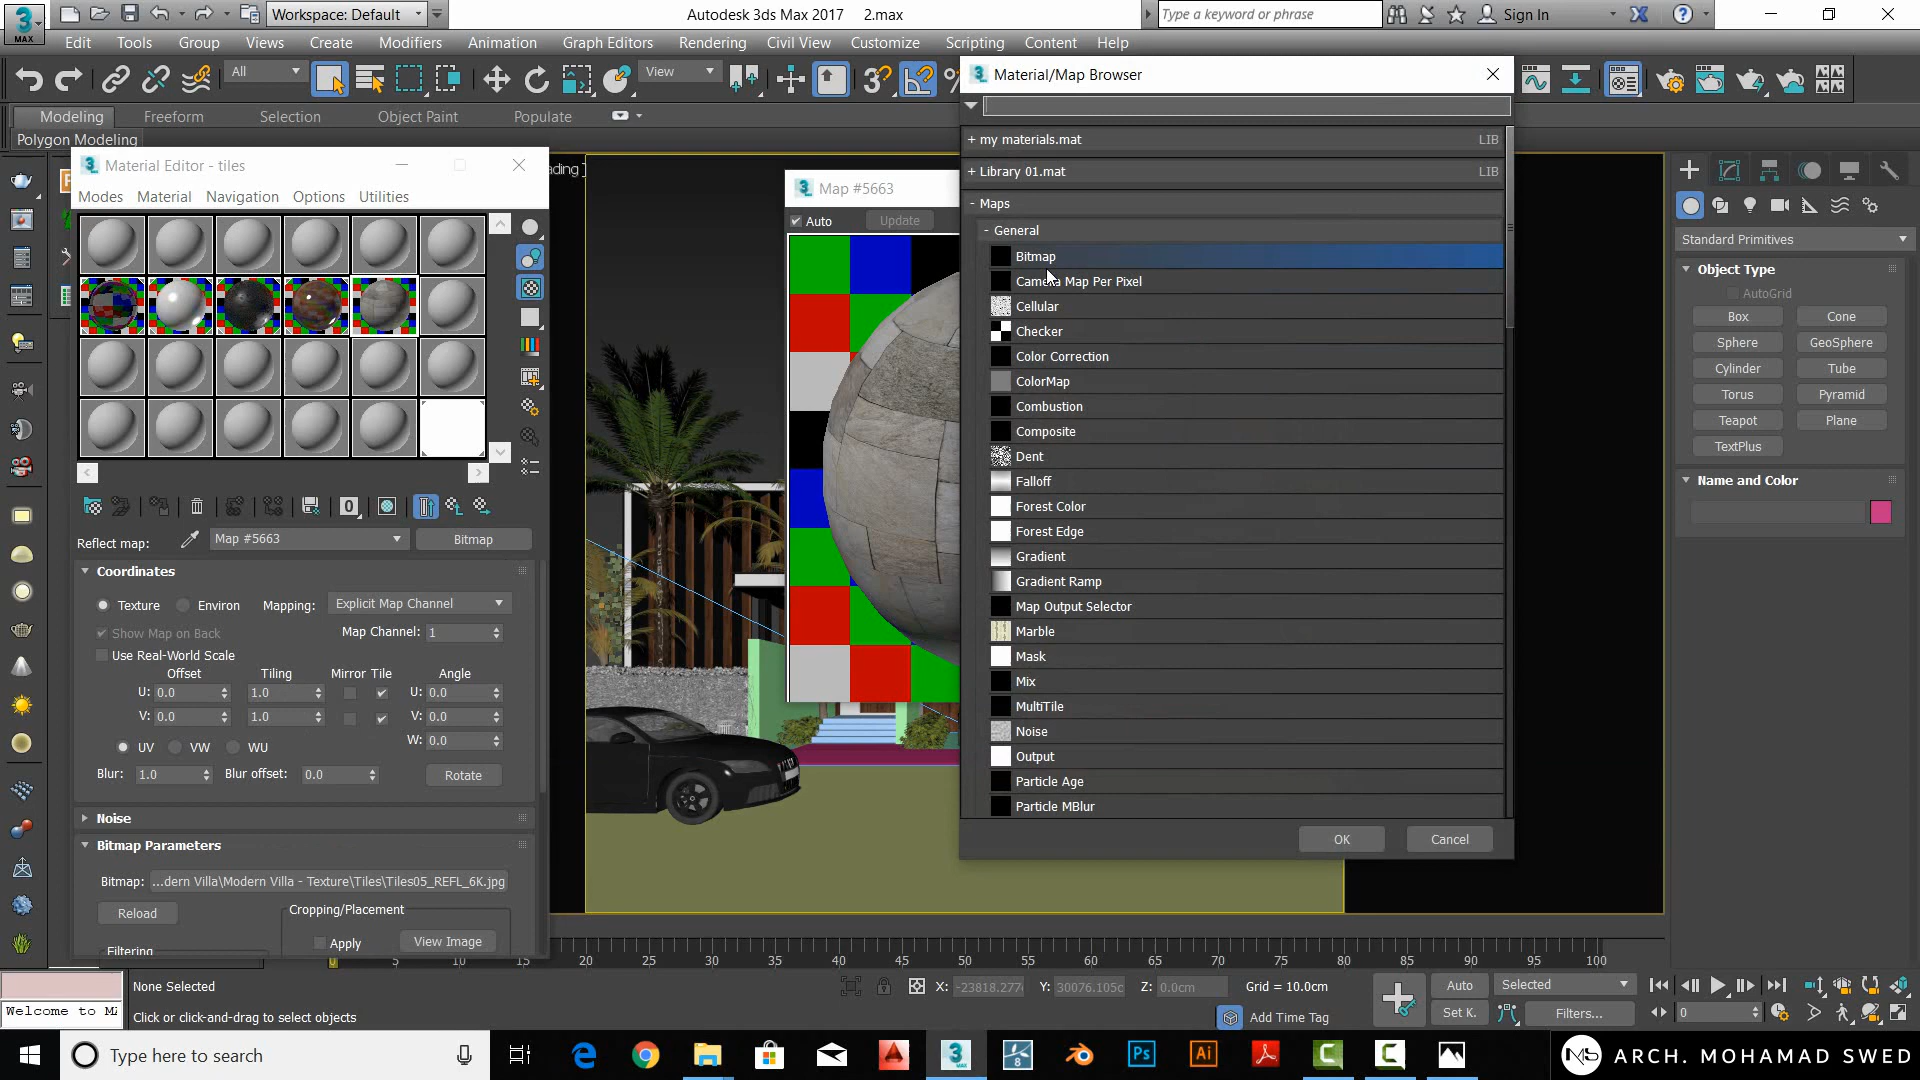 Workspace: Default
Autodesk 3ds Max 2017    2.max
Type a keyword or phrase
Sign In
MAX
Edit Tools Group Views Create Modifiers Animation Graph Editors Rendering Civil View Customize Scripting Content Help
All
View
Material/Map Browser
Modeling Freeform Selection Object Paint Populate
Polygon Modeling
+ my materials.mat LIB
+ Library 01.mat LIB
- Maps
- General
Bitmap
Camera Map Per Pixel
Cellular
Checker
Color Correction
ColorMap
Combustion
Composite
Dent
Falloff
Forest Color
Forest Edge
Gradient
Gradient Ramp
Map Output Selector
Marble
Mask
Mix
MultiTile
Noise
Output
Particle Age
Particle MBlur
OK Cancel
Material Editor - tiles
Modes Material Navigation Options Utilities
ading ]
Map #5663
Auto Update
Reflect map: Map #5663 Bitmap
Coordinates
Texture Environ Mapping: Explicit Map Channel
Show Map on Back Map Channel: 1
Use Real-World Scale
Offset Tiling Mirror Tile Angle
U: 0.0 1.0 U: 0.0
V: 0.0 1.0 V: 0.0
W: 0.0
UV VW WU
Blur: 1.0 Blur offset: 0.0 Rotate
Noise
Bitmap Parameters
Bitmap: ...dern Villa\Modern Villa - Texture\Tiles\Tiles05_REFL_6K.jpg
Reload
Cropping/Placement
Apply View Image
Filtering
Standard Primitives
Object Type
AutoGrid
Box Cone
Sphere GeoSphere
Cylinder Tube
Torus Pyramid
Teapot Plane
TextPlus
Name and Color
5 10 15 20 25 30 35 40 45 50 55 60 65 70 75 80 85 90 95 100
None Selected
X: Y: 30076.105c Z: 0.0cm Grid = 10.0cm
Auto Selected
Welcome to
Click or click-and-drag to select objects
Add Time Tag
Set K. Filters... 0
Type here to search
ARCH. MOHAMAD SWED